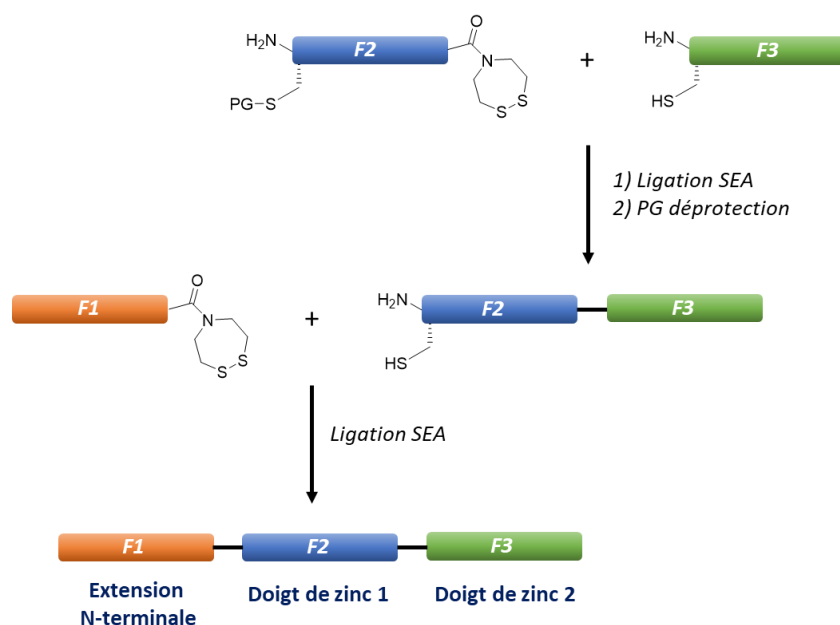 H₂N
F2
O
N
S
S
PG–S
+
H₂N
F3
HS
1) Ligation SEA
2) PG déprotection
F1
O
N
S
S
+
H₂N
F2
F3
HS
Ligation SEA
F1
F2
F3
Extension
N-terminale
Doigt de zinc 1
Doigt de zinc 2